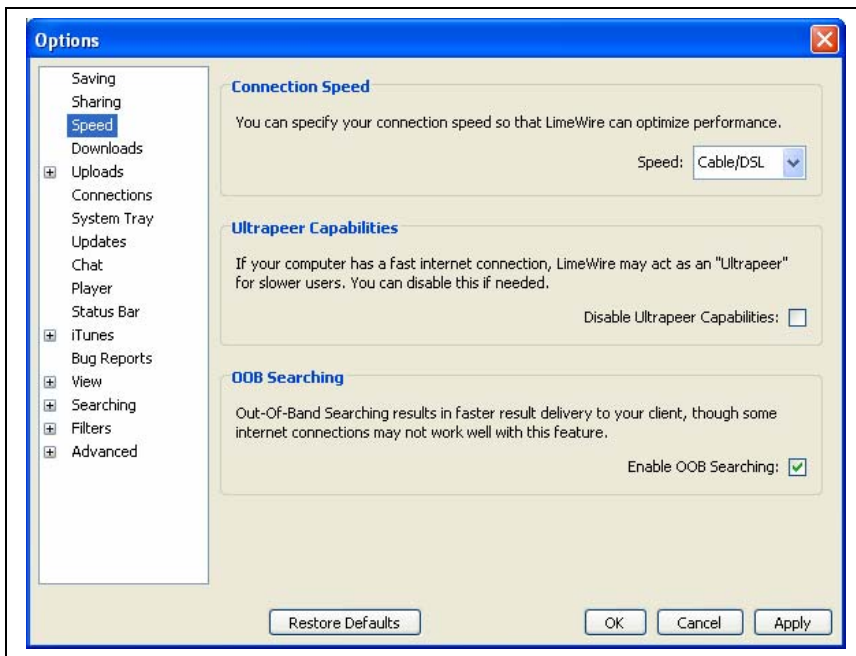 Options
Saving
Sharing
Speed
Downloads
Uploads
Connections
System Tray
Updates
Chat
Player
Status Bar
iTunes
Bug Reports
View
Searching
Filters
Advanced
Connection Speed
You can specify your connection speed so that LimeWire can optimize performance.
Speed: Cable/DSL
Ultrapeer Capabilities
If your computer has a fast internet connection, LimeWire may act as an "Ultrapeer"
for slower users. You can disable this if needed.
Disable Ultrapeer Capabilities:
OOB Searching
Out-Of-Band Searching results in faster result delivery to your client, though some
internet connections may not work well with this feature.
Enable OOB Searching:
Restore Defaults
OK
Cancel
Apply